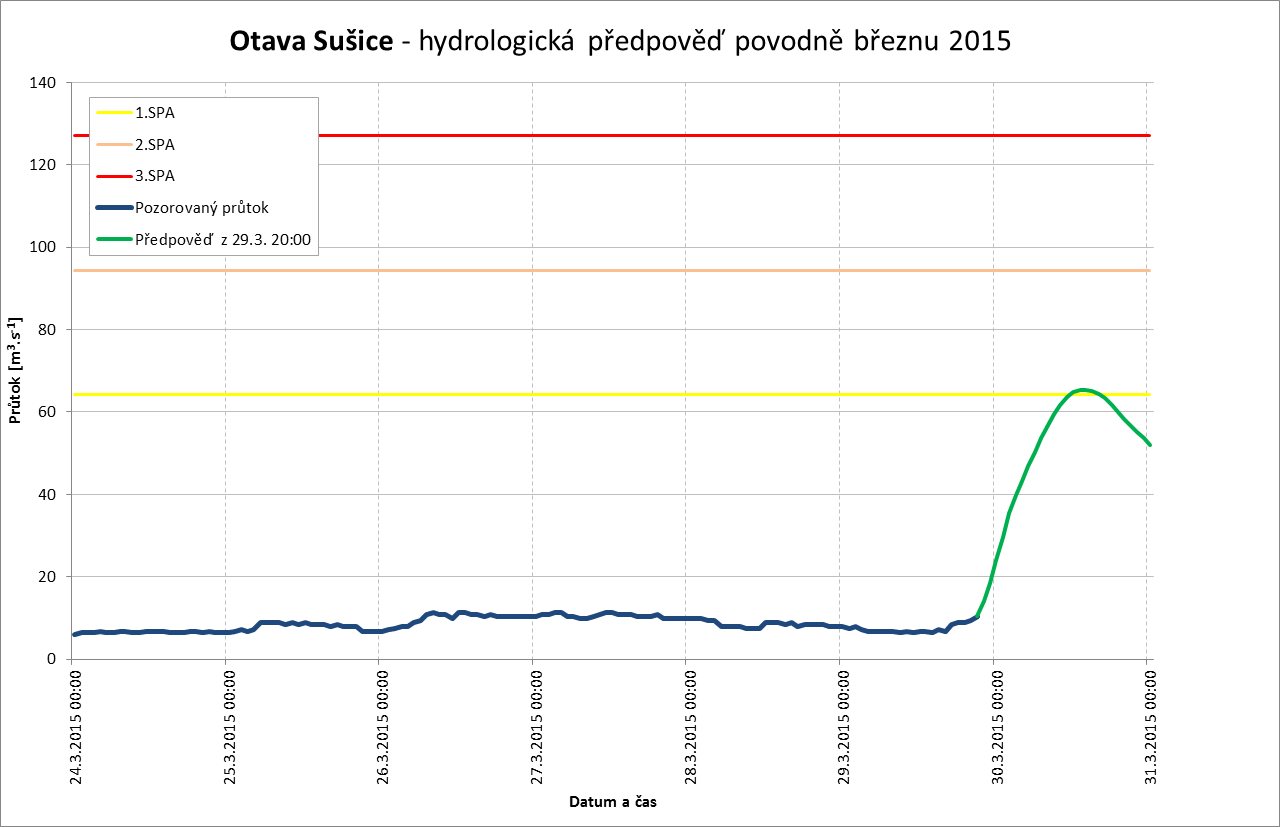 Otava Sušice - hydrologická předpověď povodně březnu 2015
140
120
100
80
60
40
20
0
1.SPA
2.SPA
3.SPA
Pozorovaný průtok
Předpověď z 29.3. 20:00
Průtok [m³.s⁻¹]
24.3.2015 00:00
25.3.2015 00:00
26.3.2015 00:00
27.3.2015 00:00
28.3.2015 00:00
29.3.2015 00:00
30.3.2015 00:00
31.3.2015 00:00
Datum a čas